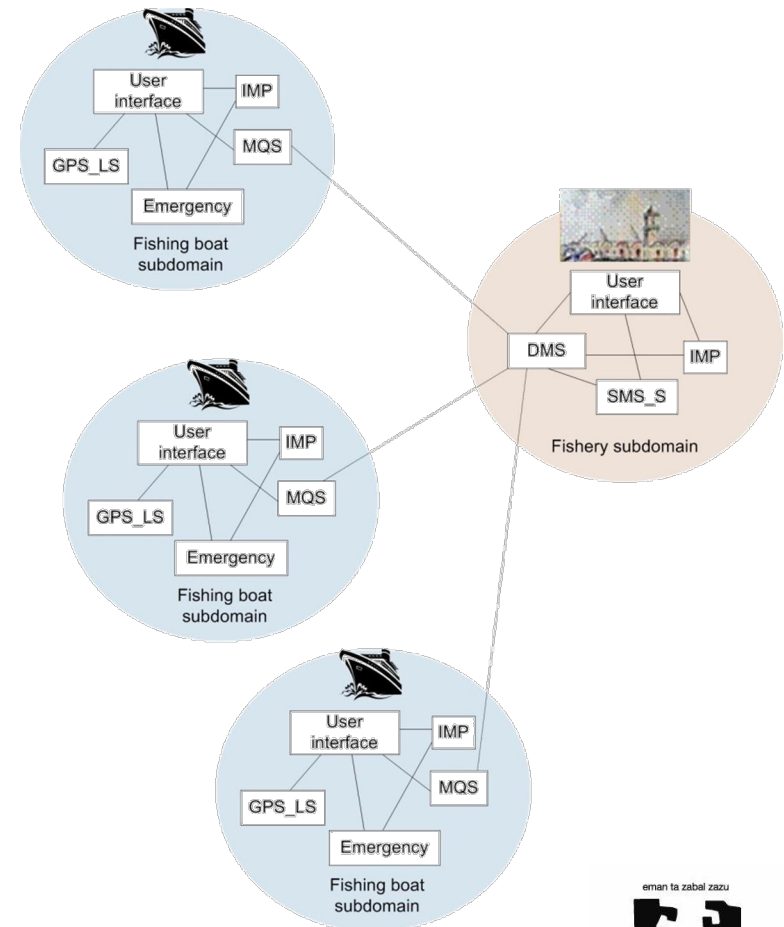 User
interface
IMP
MQS
GPS_LS
Emergency
Fishing boat
subdomain
User
interface
DMS
IMP
SMS_S
Fishery subdomain
User
interface
IMP
MQS
GPS_LS
Emergency
Fishing boat
subdomain
User
interface
IMP
MQS
GPS_LS
Emergency
Fishing boat
subdomain
eman ta zabal zazu